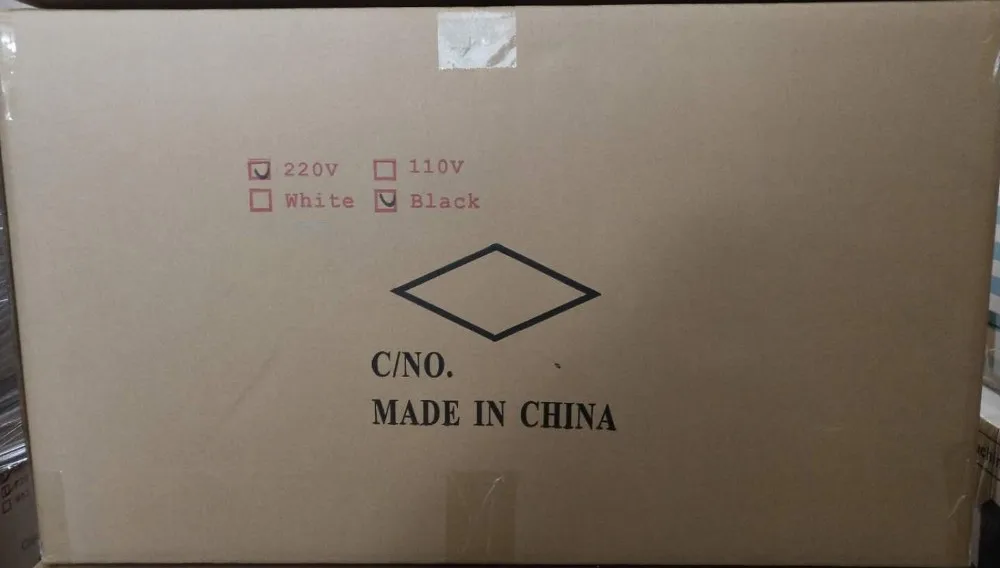 ☑ 220V ☐ 110V
☐ White ☑ Black
C/NO.
MADE IN CHINA